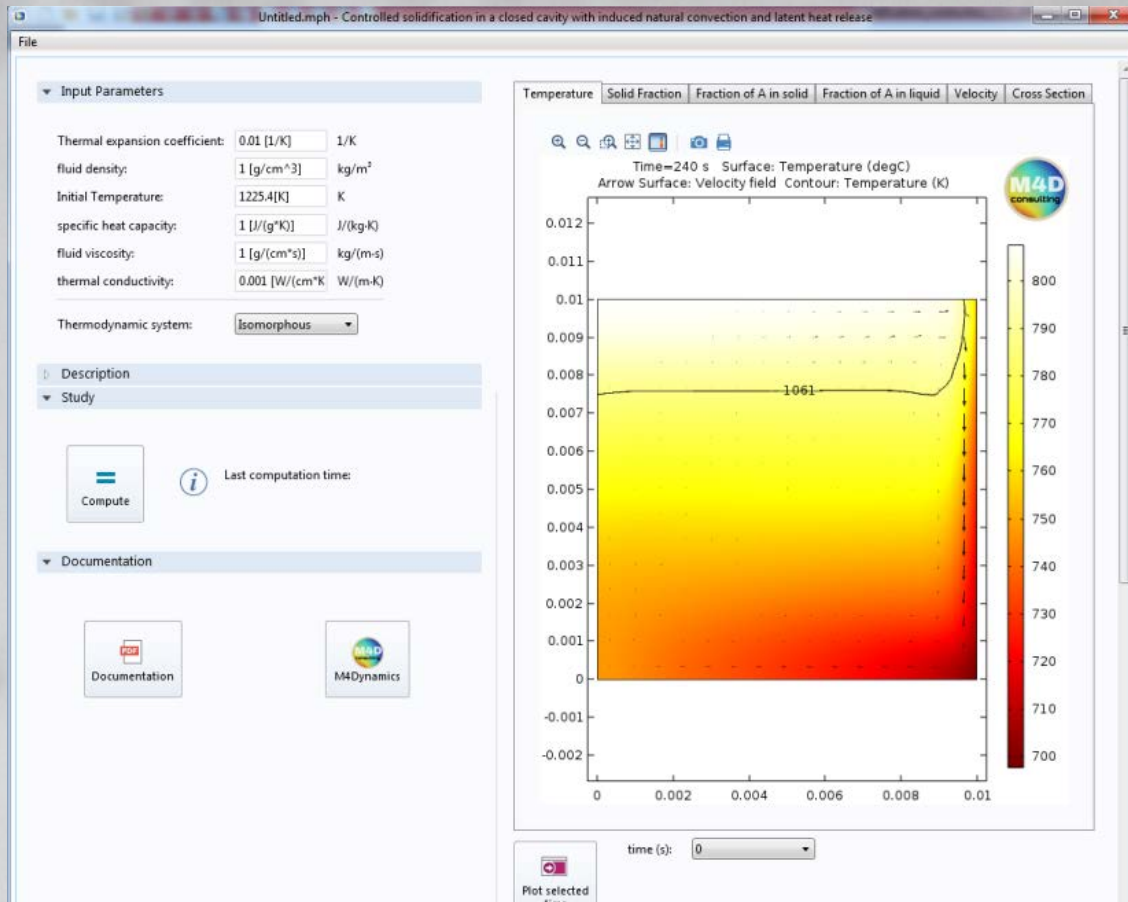 Untitled.mph - Controlled solidification in a closed cavity with induced natural convection and latent heat release
File
Input Parameters
Thermal expansion coefficient: 0.01 [1/K] 1/K
fluid density: 1 [g/cm^3] kg/m³
Initial Temperature: 1225.4[K] K
specific heat capacity: 1 [J/(g*K)] J/(kg·K)
fluid viscosity: 1 [g/(cm*s)] kg/(m·s)
thermal conductivity: 0.001 [W/(cm*K W/(m·K)
Thermodynamic system: Isomorphous
Description
Study
Compute
Last computation time:
Documentation
Documentation
M4D
M4Dynamics
Temperature Solid Fraction Fraction of A in solid Fraction of A in liquid Velocity Cross Section
Time=240 s Surface: Temperature (degC)
Arrow Surface: Velocity field Contour: Temperature (K)
M4D
consulting
0.012
0.011
0.01
0.009
0.008
0.007
0.006
0.005
0.004
0.003
0.002
0.001
0
-0.001
-0.002
1061
0 0.002 0.004 0.006 0.008 0.01
800
790
780
770
760
750
740
730
720
710
700
time (s): 0
Plot selected